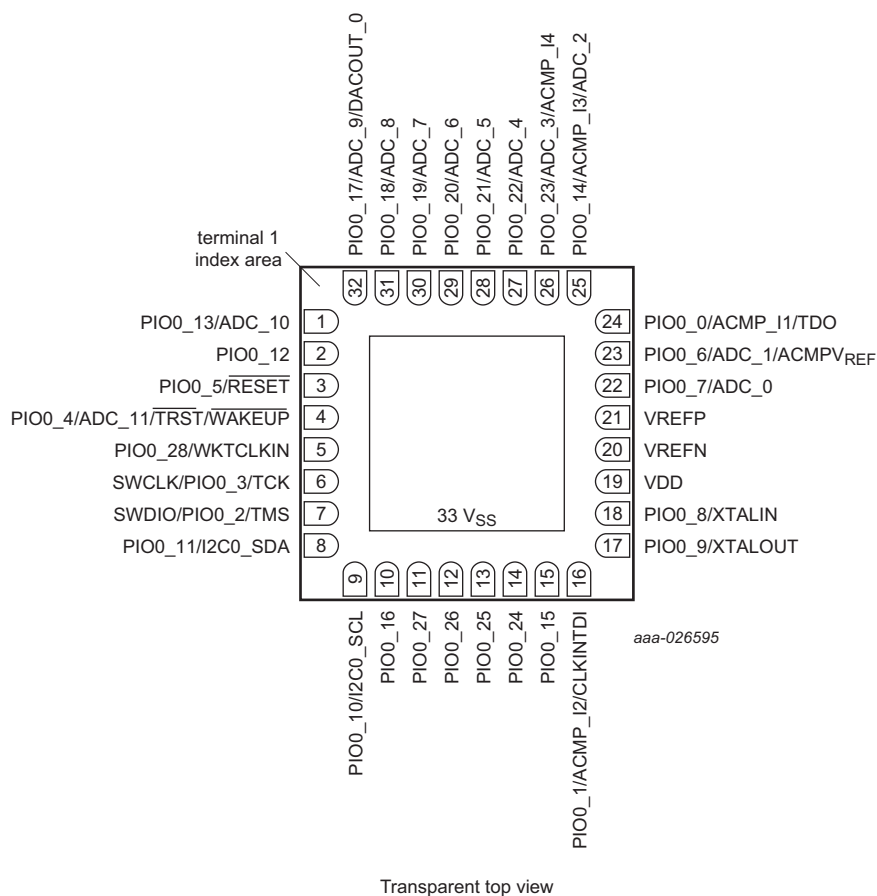 PIO0_17/ADC_9/DACOUT_0
PIO0_18/ADC_8
PIO0_19/ADC_7
PIO0_20/ADC_6
PIO0_21/ADC_5
PIO0_22/ADC_4
PIO0_23/ADC_3/ACMP_I4
PIO0_14/ACMP_I3/ADC_2
terminal 1
index area
32 31 30 29 28 27 26 25
PIO0_13/ADC_10 1
PIO0_12 2
PIO0_5/RESET 3
PIO0_4/ADC_11/TRST/WAKEUP 4
PIO0_28/WKTCLKIN 5
SWCLK/PIO0_3/TCK 6
SWDIO/PIO0_2/TMS 7
PIO0_11/I2C0_SDA 8
24 PIO0_0/ACMP_I1/TDO
23 PIO0_6/ADC_1/ACMPVREF
22 PIO0_7/ADC_0
21 VREFP
20 VREFN
19 VDD
18 PIO0_8/XTALIN
17 PIO0_9/XTALOUT
33 VSS
9 10 11 12 13 14 15 16
PIO0_10/I2C0_SCL
PIO0_16
PIO0_27
PIO0_26
PIO0_25
PIO0_24
PIO0_15
PIO0_1/ACMP_I2/CLKINTDI
aaa-026595
Transparent top view